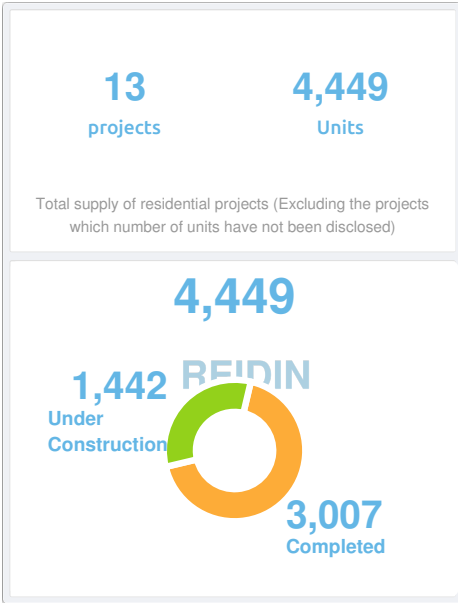 13
projects
4,449
Units
Total supply of residential projects (Excluding the projects
which number of units have not been disclosed)
4,449
REIDIN
1,442
Under
Construction
3,007
Completed